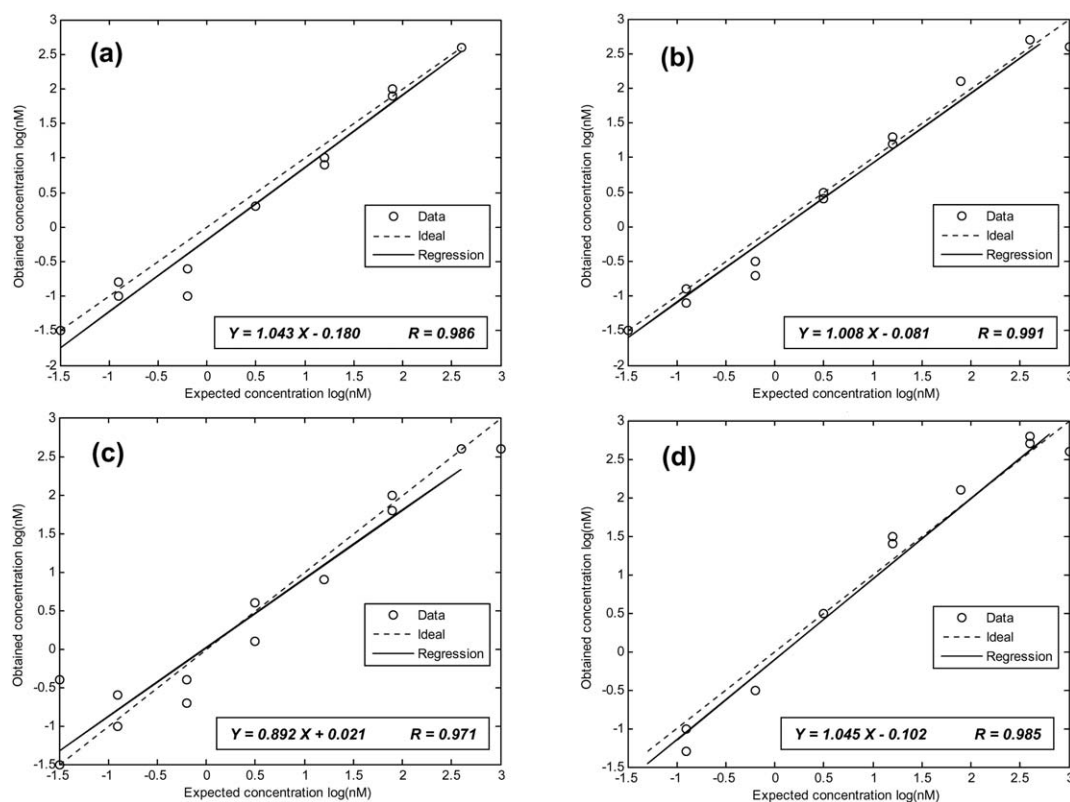 (a)
3
2.5
2
1.5
1
0.5
0
-0.5
-1
-1.5
-2
Obtained concentration log(nM)
Data
Ideal
Regression
Y = 1.043 X - 0.180 R = 0.986
-1.5 -1 -0.5 0 0.5 1 1.5 2 2.5 3
Expected concentration log(nM)
(b)
3
2.5
2
1.5
1
0.5
0
-0.5
-1
-1.5
-2
Obtained concentration log(nM)
Data
Ideal
Regression
Y = 1.008 X - 0.081 R = 0.991
-1.5 -1 -0.5 0 0.5 1 1.5 2 2.5 3
Expected concentration log(nM)
(c)
3
2.5
2
1.5
1
0.5
0
-0.5
-1
-1.5
Obtained concentration log(nM)
Data
Ideal
Regression
Y = 0.892 X + 0.021 R = 0.971
-1.5 -1 -0.5 0 0.5 1 1.5 2 2.5 3
Expected concentration log(nM)
(d)
3
2.5
2
1.5
1
0.5
0
-0.5
-1
-1.5
Obtained concentration log(nM)
Data
Ideal
Regression
Y = 1.045 X - 0.102 R = 0.985
-1.5 -1 -0.5 0 0.5 1 1.5 2 2.5 3
Expected concentration log(nM)